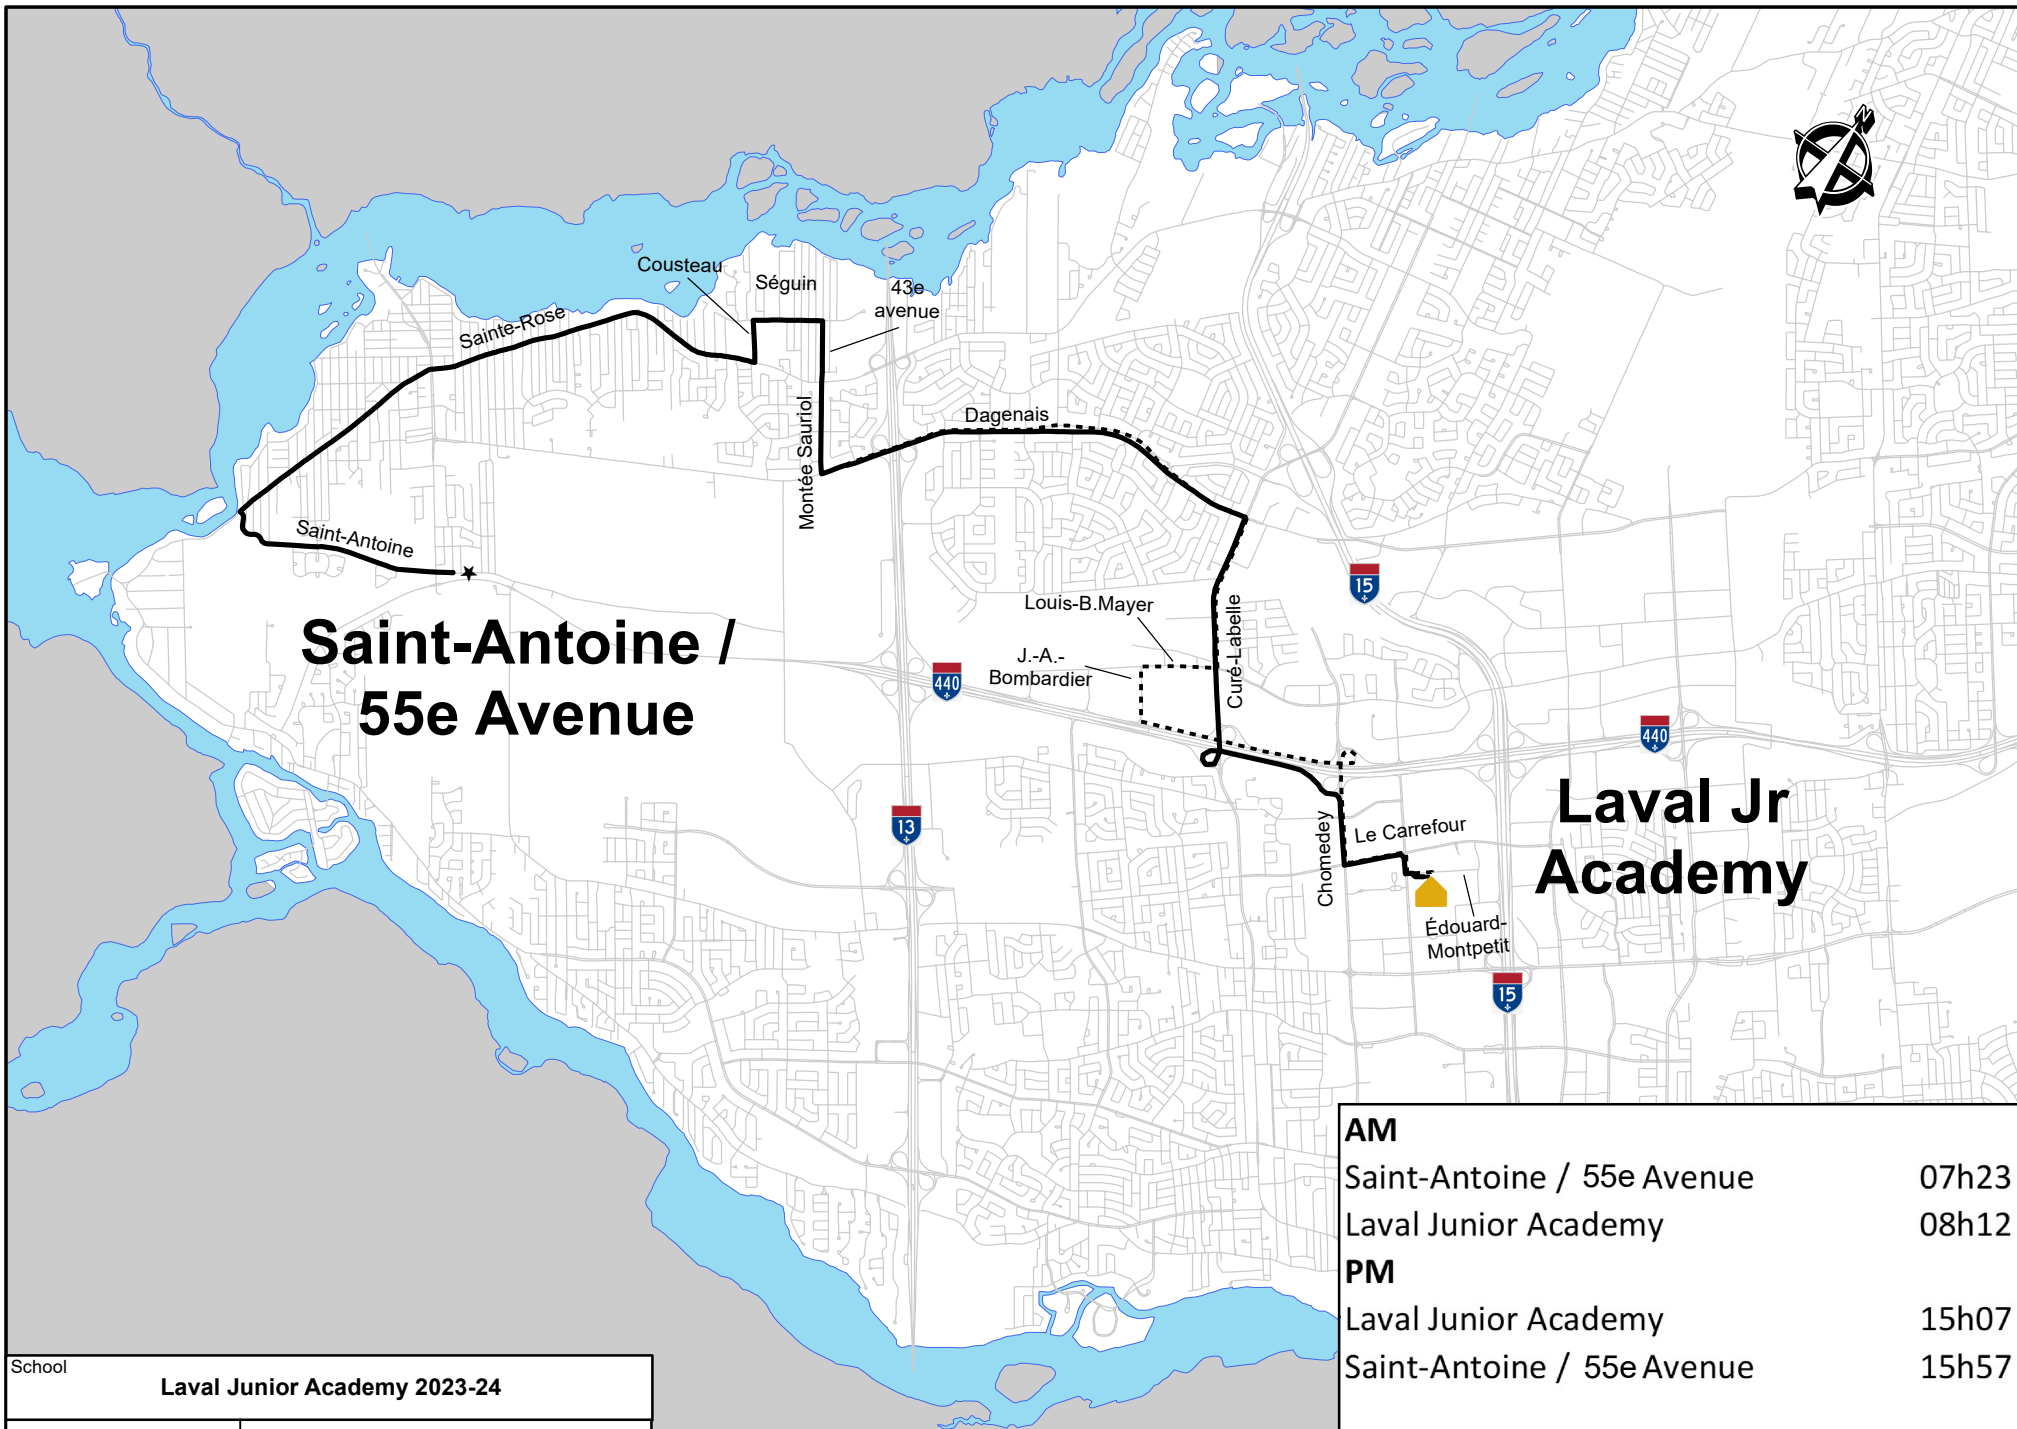 N
Cousteau
Séguin
43e
avenue
Sainte-Rose
Montée Sauriol
Dagenais
Saint-Antoine
15
Louis-B.Mayer
Curé-Labelle
J.-A.-
Bombardier
440
Saint-Antoine /
55e Avenue
440
13
Chomedey
Le Carrefour
Laval Jr
Academy
Édouard-
Montpetit
15
AM
Saint-Antoine / 55e Avenue 07h23
Laval Junior Academy 08h12
PM
Laval Junior Academy 15h07
Saint-Antoine / 55e Avenue 15h57
School
Laval Junior Academy 2023-24